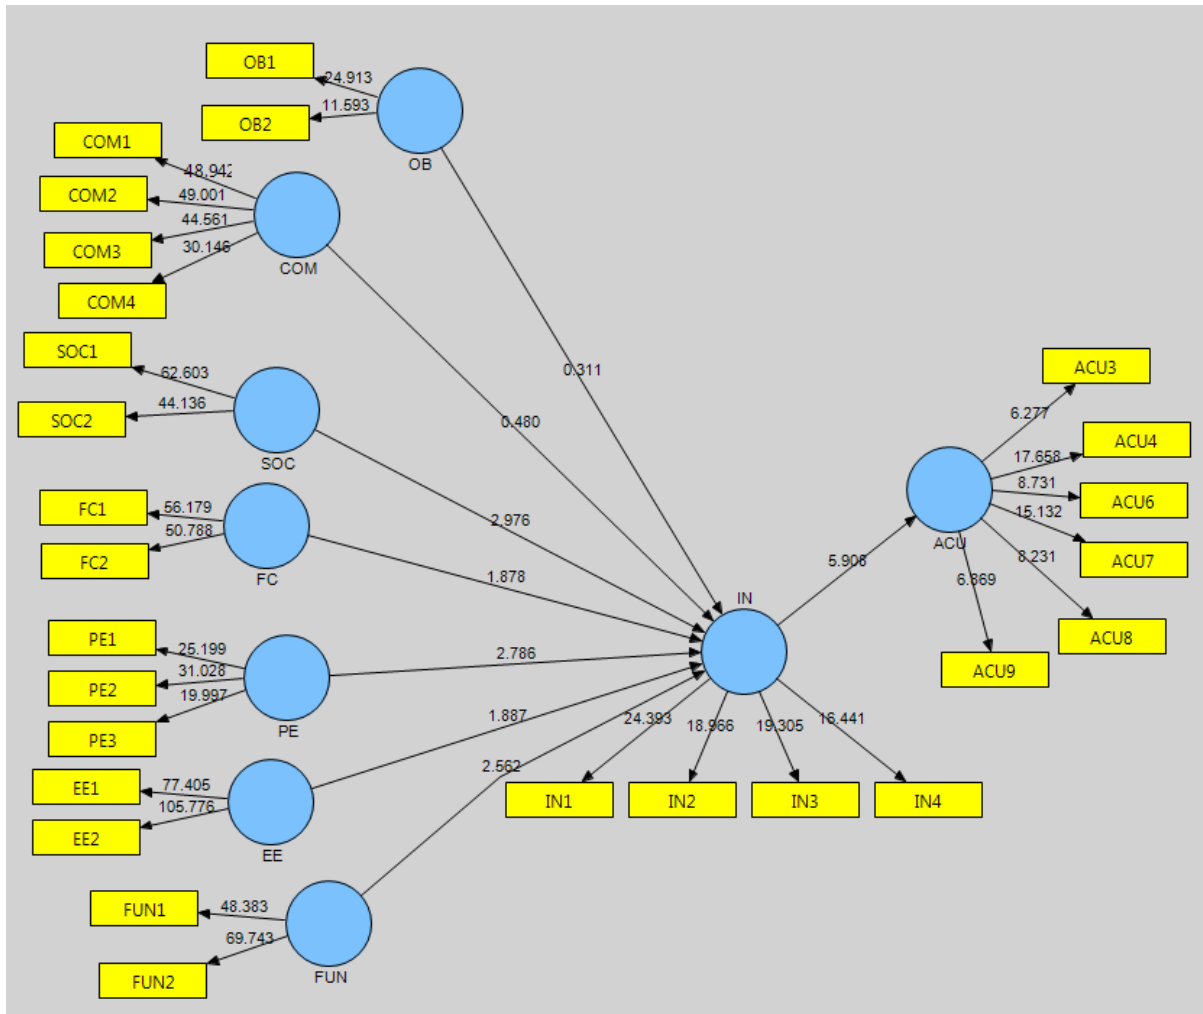 OB1
24.913
OB2
11.593
OB
COM1
48.942
COM2
49.001
COM3
44.561
COM4
30.146
COM
0.311
SOC1
62.603
SOC2
44.136
SOC
0.480
ACU3
6.277
ACU4
17.658
ACU6
8.731
ACU7
15.132
ACU8
8.231
ACU9
6.869
ACU
FC1
56.179
FC2
50.788
FC
2.976
1.878
5.906
IN
PE1
25.199
PE2
31.028
PE3
19.997
PE
2.786
EE1
77.405
EE2
105.776
EE
1.887
2.562
24.393
18.966
19.305
16.441
IN1
IN2
IN3
IN4
FUN1
48.383
FUN2
69.743
FUN